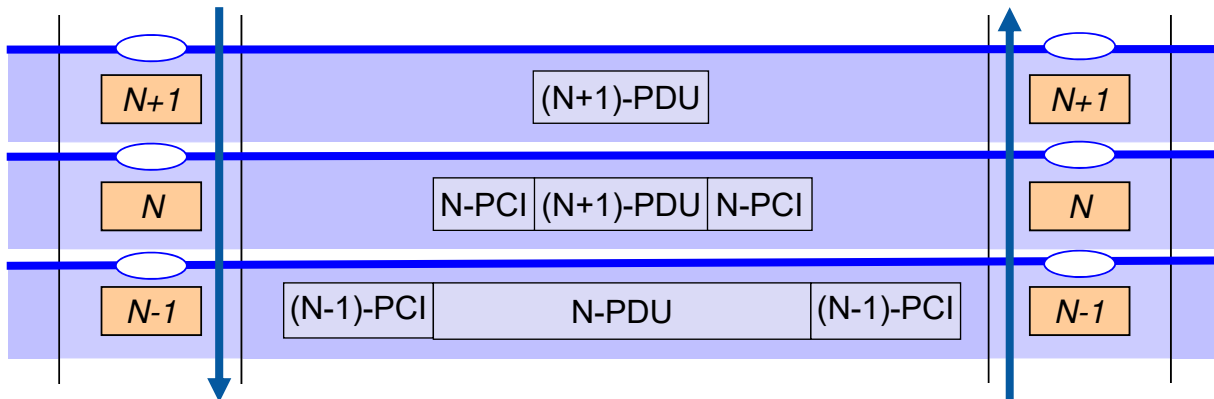 N+1 (N+1)-PDU N+1
N N-PCI (N+1)-PDU N-PCI N
N-1 (N-1)-PCI N-PDU (N-1)-PCI N-1